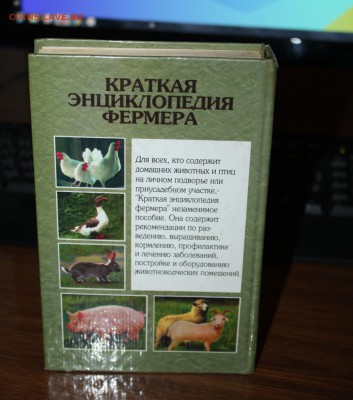 КРАТКАЯ
ЭНЦИКЛОПЕДИЯ
ФЕРМЕРА
Для всех, кто содержит
домашних животных и птиц
на личном подворье или
приусадебном участке,-
"Краткая энциклопедия
фермера" незаменимое
пособие. Она содержит
рекомендации по раз-
ведению, выращиванию,
кормлению, профилактике
и лечению заболеваний,
постройке и оборудованию
животноводческих помещений.